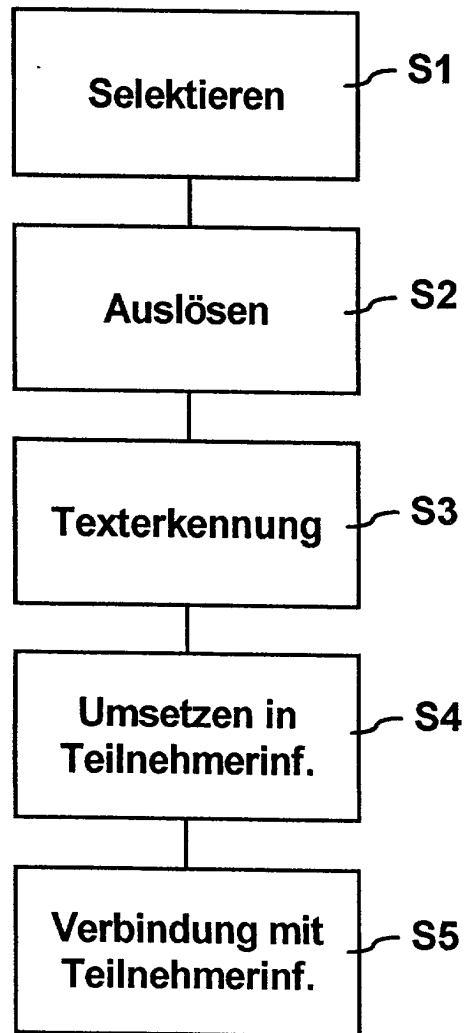 Selektieren
S1
Auslösen
S2
Texterkennung
S3
Umsetzen in
Teilnehmerinf.
S4
Verbindung mit
Teilnehmerinf.
S5